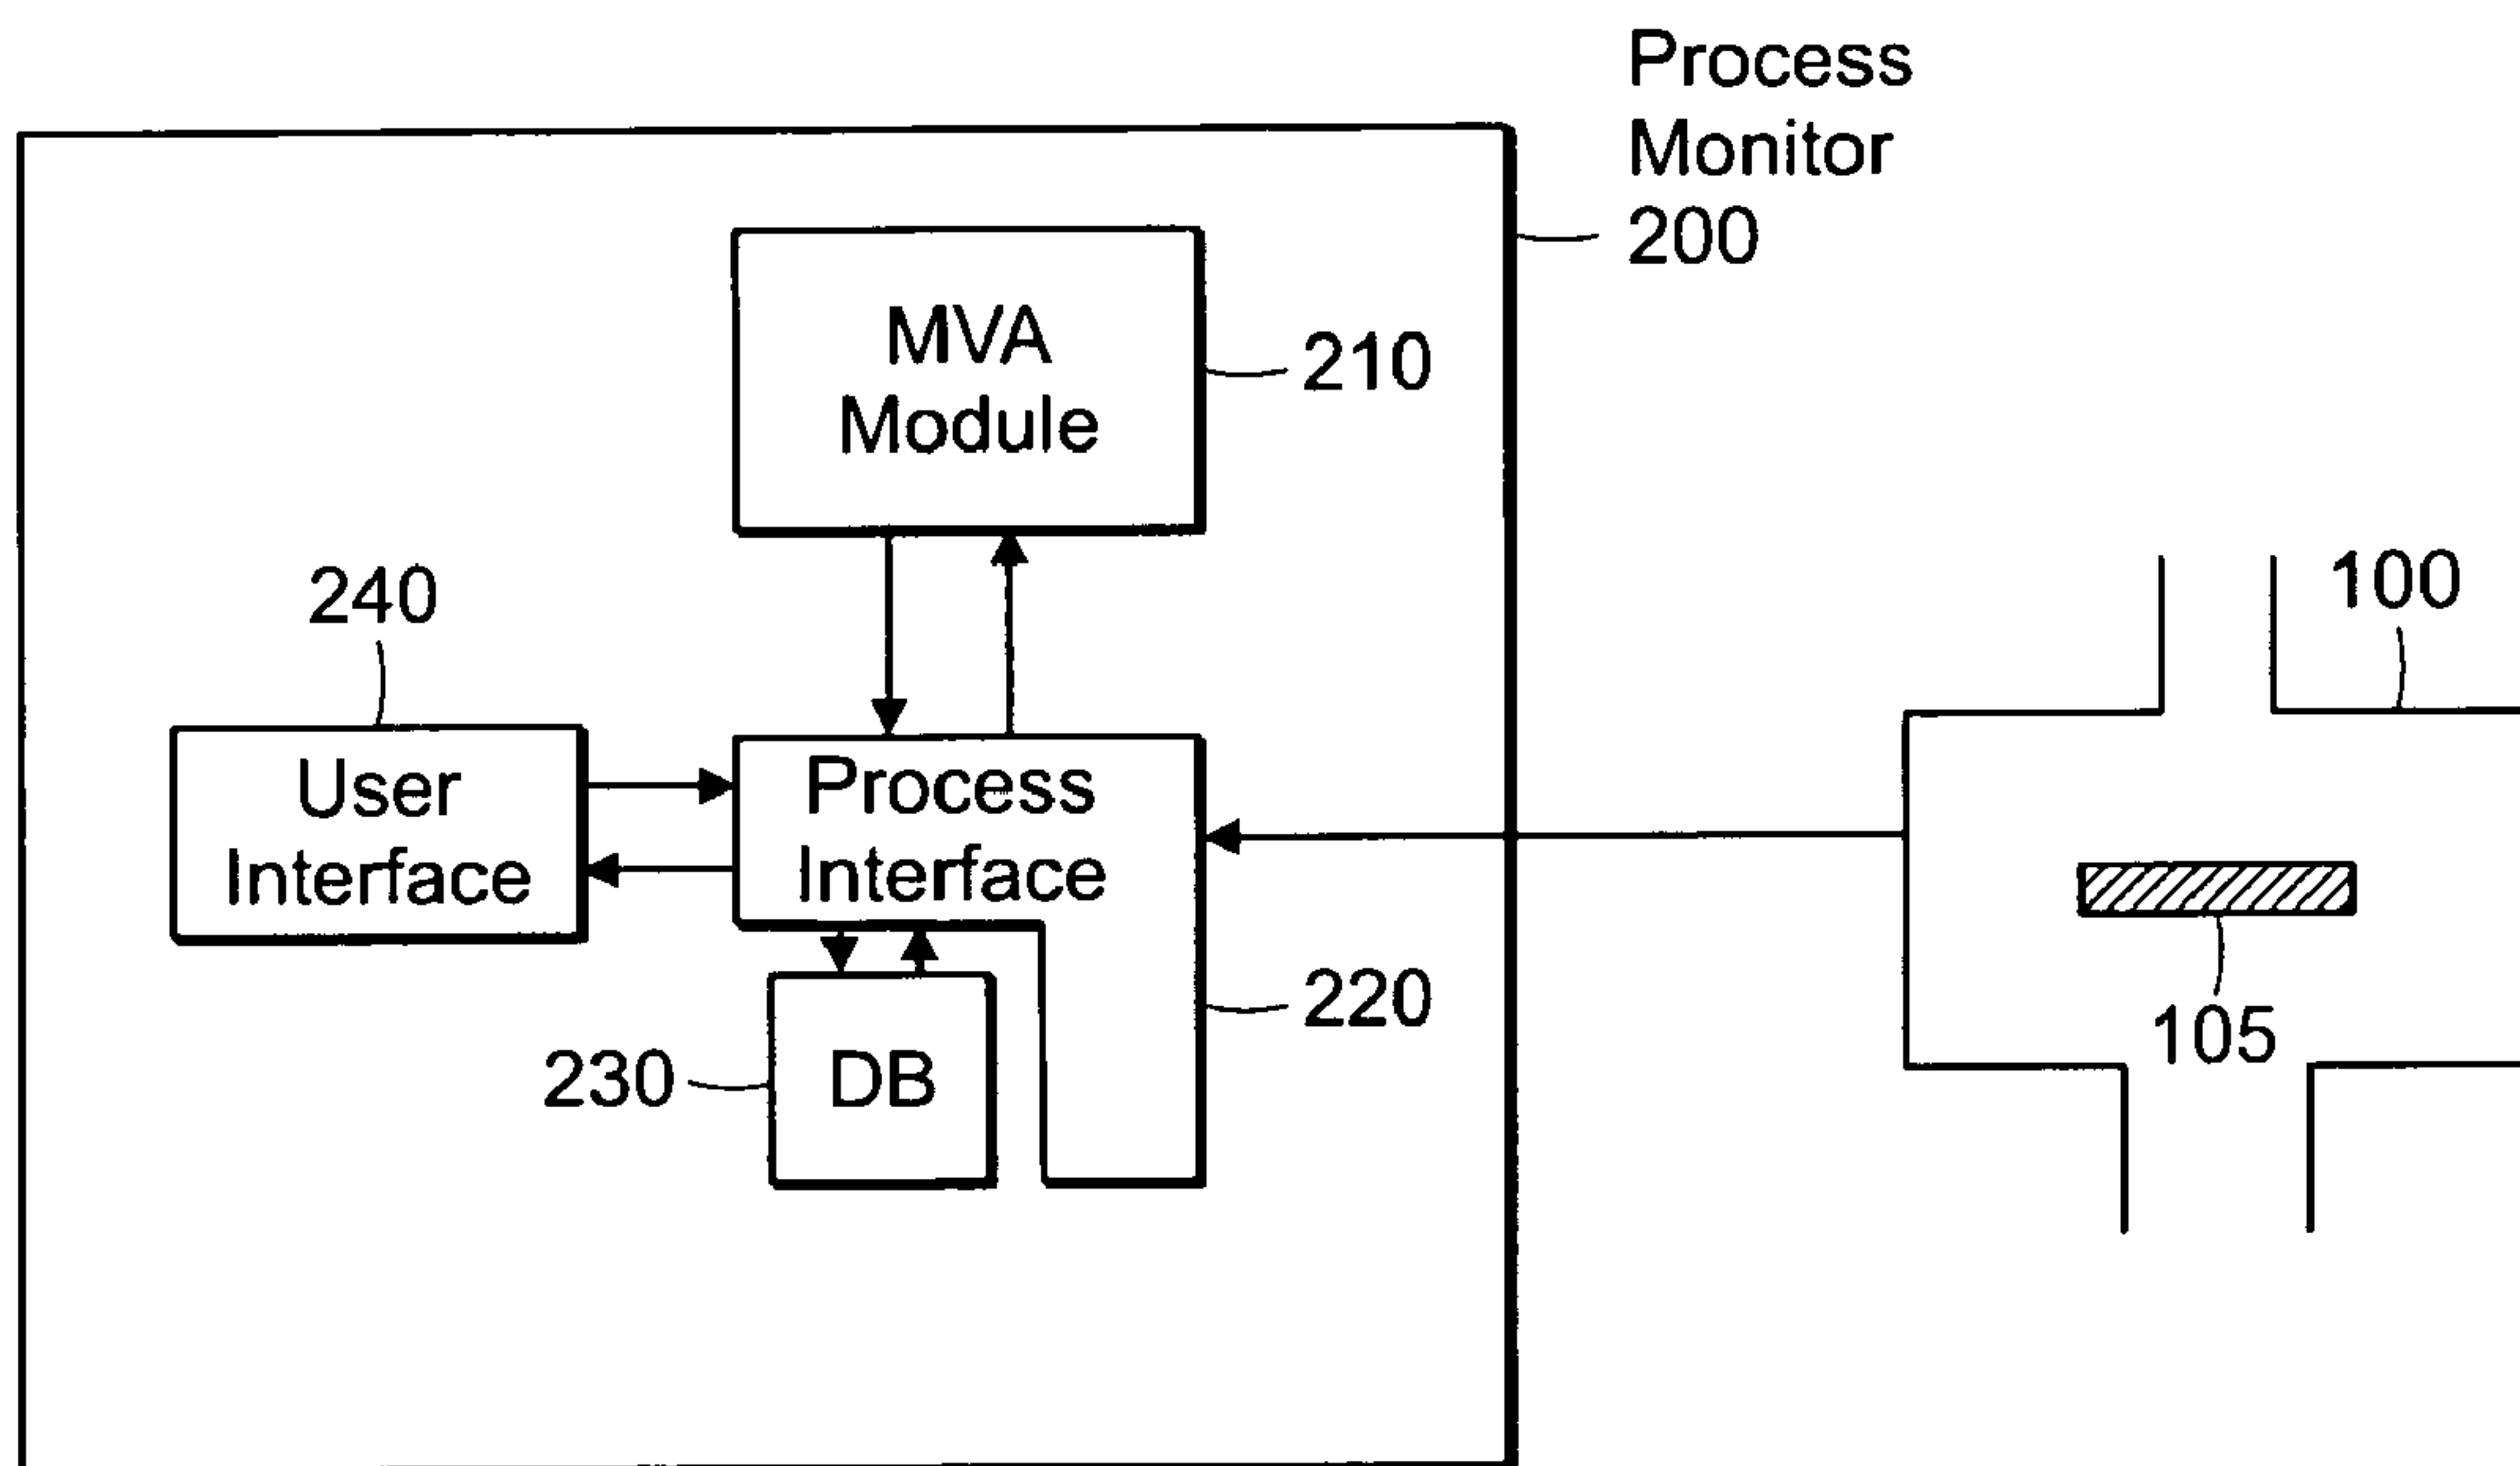 Process
Monitor
200
MVA
Module
210
240
100
User
Interface
Process
Interface
220
105
230
DB